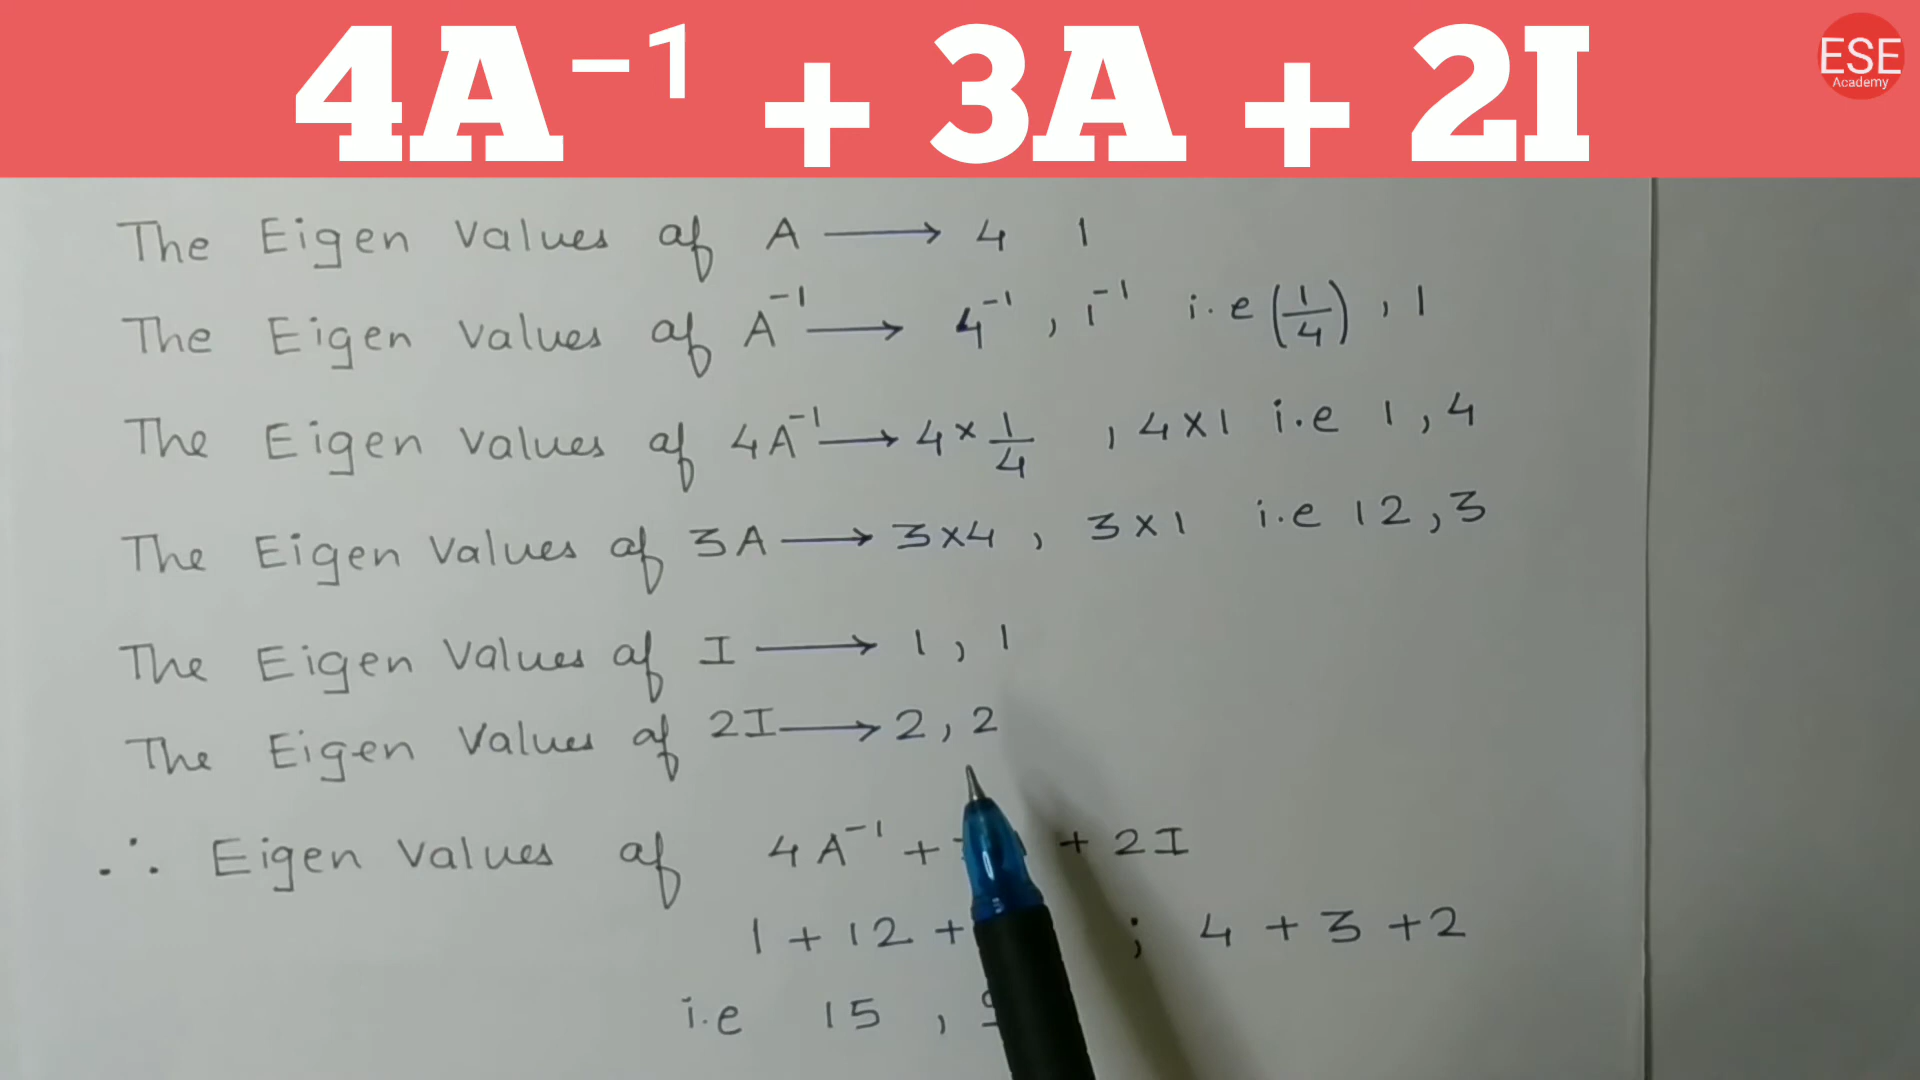 4A⁻¹ + 3A + 2I
ESE
Academy
The Eigen Values of A → 4 1
The Eigen Values of A⁻¹ → 4⁻¹, 1⁻¹ i.e (1/4), 1
The Eigen Values of 4A⁻¹ → 4 × 1/4, 4×1 i.e 1, 4
The Eigen Values of 3A → 3×4, 3×1 i.e 12, 3
The Eigen Values of I → 1, 1
The Eigen Values of 2I → 2, 2
∴ Eigen Values of 4A⁻¹ + + 2I
1 + 12 + ; 4 + 3 + 2
i.e 15 ,